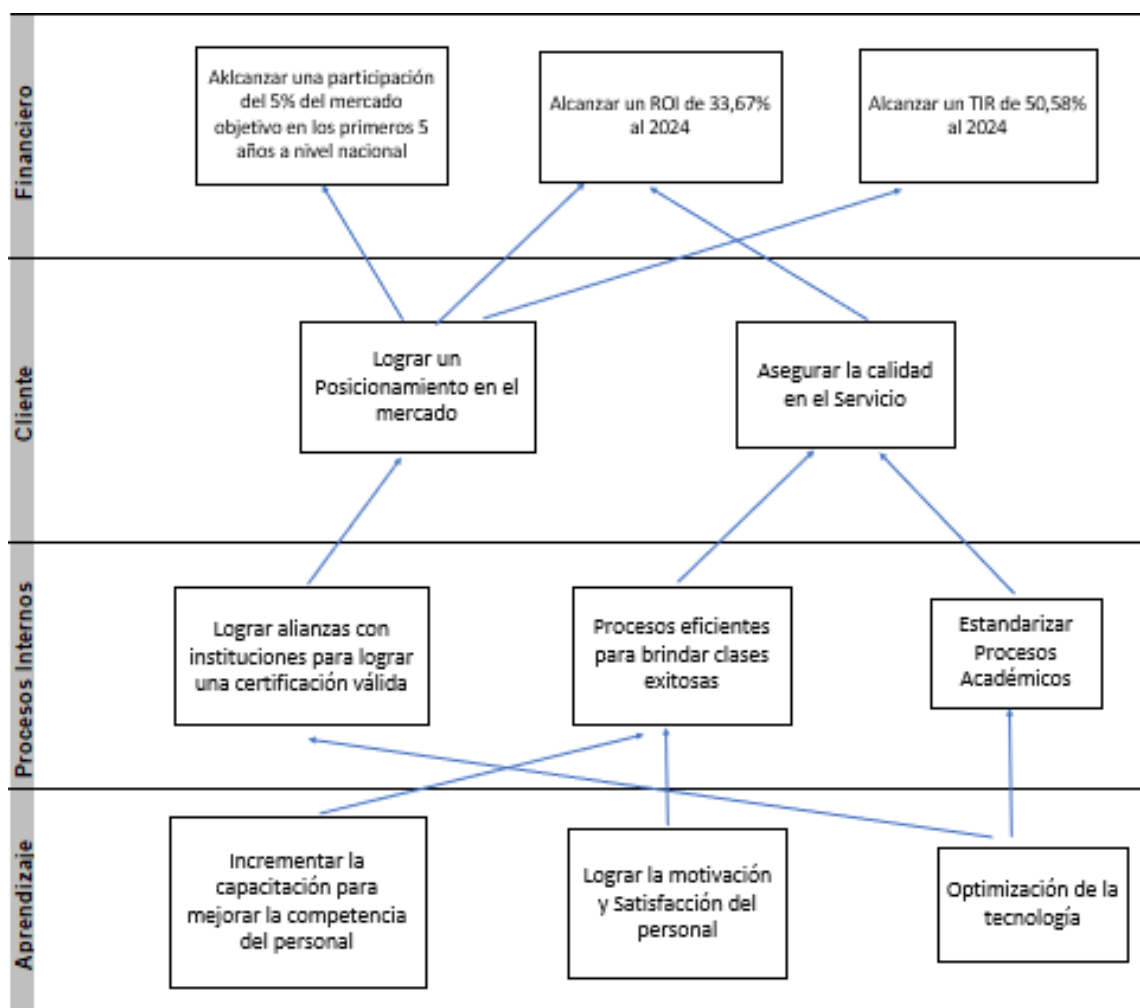 Financiero
Aklcanzar una participación
del 5% del mercado
objetivo en los primeros 5
años a nivel nacional
Alcanzar un ROI de 33,67%
al 2024
Alcanzar un TIR de 50,58%
al 2024
Cliente
Lograr un
Posicionamiento en el
mercado
Asegurar la calidad
en el Servicio
Procesos Internos
Lograr alianzas con
instituciones para lograr
una certificación válida
Procesos eficientes
para brindar clases
exitosas
Estandarizar
Procesos
Académicos
Aprendizaje
Incrementar la
capacitación para
mejorar la competencia
del personal
Lograr la motivación
y Satisfacción del
personal
Optimización de la
tecnología